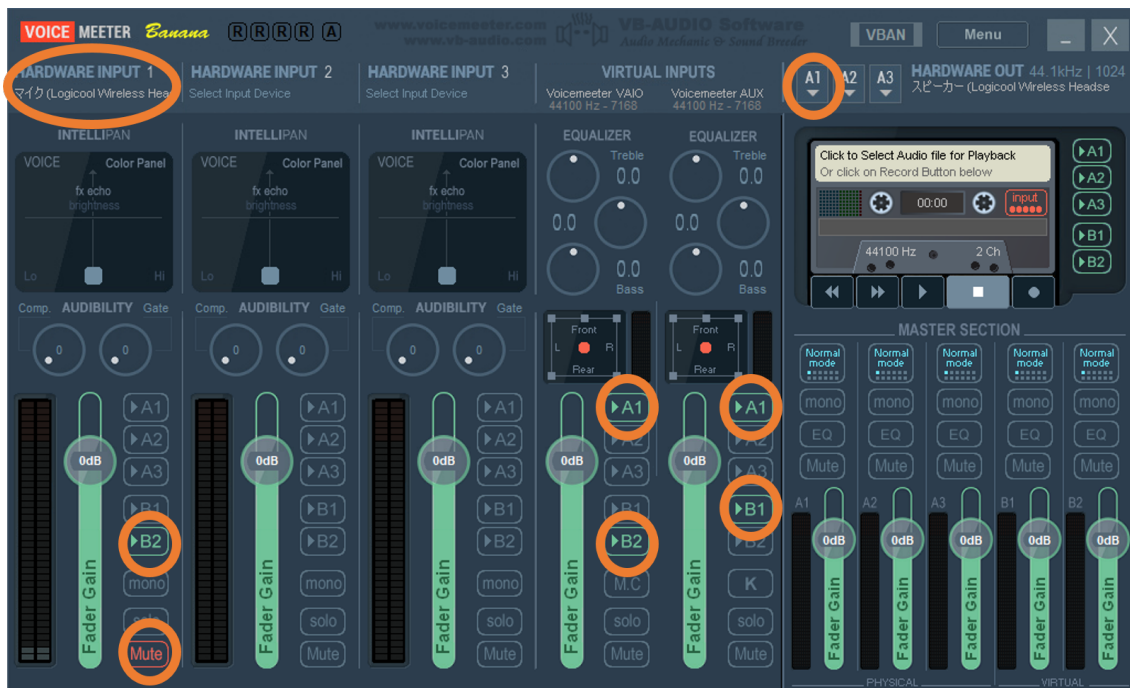 VOICE MEETER Banana R R R R A
www.voicemeeter.com
www.vb-audio.com
VB-AUDIO Software
Audio Mechanic & Sound Breeder
VBAN
Menu
_ X
HARDWARE INPUT 1
マイク (Logicool Wireless Head
HARDWARE INPUT 2
Select Input Device
HARDWARE INPUT 3
Select Input Device
VIRTUAL INPUTS
Voicemeeter VAIO
44100 Hz - 7168
Voicemeeter AUX
44100 Hz - 7168
A1 A2 A3
HARDWARE OUT 44.1kHz | 1024
スピーカー (Logicool Wireless Headse
INTELLIPAN
VOICE Color Panel
fx echo
brightness
Lo Hi
Comp. AUDIBILITY Gate
0 0
INTELLIPAN
VOICE Color Panel
fx echo
brightness
Lo Hi
Comp. AUDIBILITY Gate
0 0
INTELLIPAN
VOICE Color Panel
fx echo
brightness
Lo Hi
Comp. AUDIBILITY Gate
0 0
EQUALIZER
Treble
0.0
0.0
0.0
Bass
Front
L R
Rear
EQUALIZER
Treble
0.0
0.0
0.0
Bass
Front
L R
Rear
Click to Select Audio file for Playback
Or click on Record Button below
00:00
input
44100 Hz 2 Ch
A1
A2
A3
B1
B2
0dB
Fader Gain
A1
A2
A3
B1
B2
mono
solo
Mute
0dB
Fader Gain
A1
A2
A3
B1
B2
mono
solo
Mute
0dB
Fader Gain
A1
A2
A3
B1
B2
mono
solo
Mute
0dB
Fader Gain
A1
A2
A3
B1
B2
M.C
solo
Mute
0dB
Fader Gain
A1
A2
A3
B1
B2
K
solo
Mute
MASTER SECTION
Normal mode
mono
EQ
Mute
A1
0dB
Fader Gain
Normal mode
mono
EQ
Mute
A2
0dB
Fader Gain
Normal mode
mono
EQ
Mute
A3
0dB
Fader Gain
Normal mode
mono
EQ
Mute
B1
0dB
Fader Gain
Normal mode
mono
EQ
Mute
B2
0dB
Fader Gain
PHYSICAL
VIRTUAL